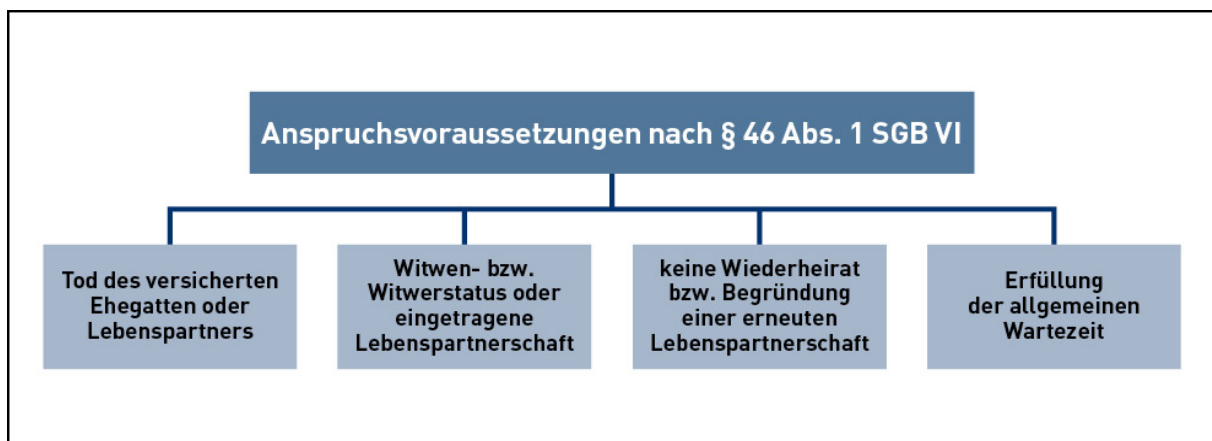 Anspruchsvoraussetzungen nach § 46 Abs. 1 SGB VI
Tod des versicherten
Ehegatten oder
Lebenspartners
Witwen- bzw.
Witwerstatus oder
eingetragene
Lebenspartnerschaft
keine Wiederheirat
bzw. Begründung
einer erneuten
Lebenspartnerschaft
Erfüllung
der allgemeinen
Wartezeit